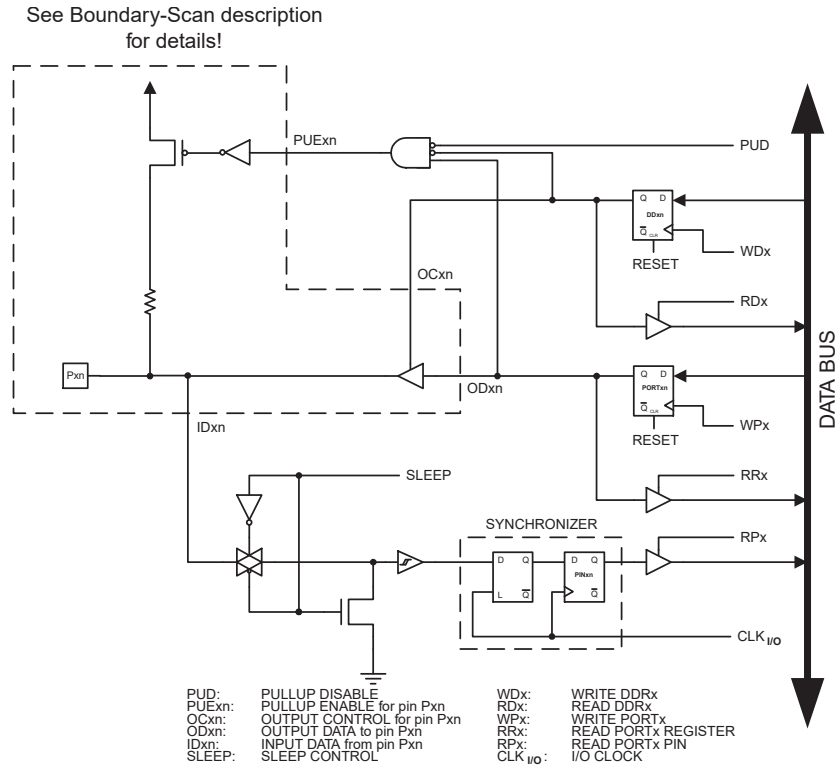 See Boundary-Scan description
for details!
PUExn
PUD
Q D
DDxn
Q CLR
WDx
RESET
OCxn
RDx
Pxn
ODxn
Q D
PORTxn
Q CLR
WPx
RESET
IDxn
DATA BUS
SLEEP
RRx
SYNCHRONIZER
RPx
D Q
L Q
D Q
PINxn
Q
CLK I/O
PUD: PULLUP DISABLE
PUExn: PULLUP ENABLE for pin Pxn
OCxn: OUTPUT CONTROL for pin Pxn
ODxn: OUTPUT DATA to pin Pxn
IDxn: INPUT DATA from pin Pxn
SLEEP: SLEEP CONTROL
WDx: WRITE DDRx
RDx: READ DDRx
WPx: WRITE PORTx
RRx: READ PORTx REGISTER
RPx: READ PORTx PIN
CLK I/O: I/O CLOCK